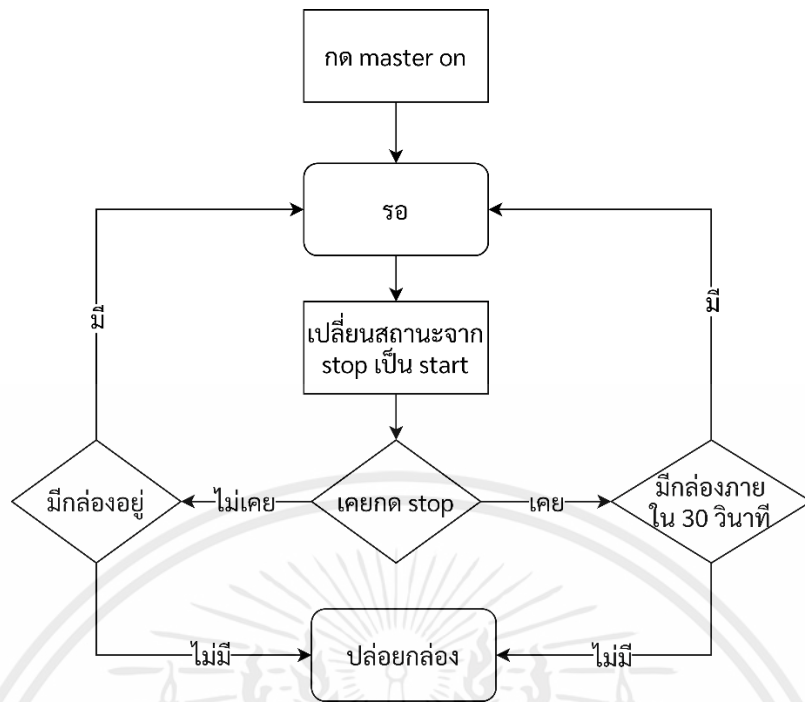 กด master on
รอ
มี
มี
เปลี่ยนสถานะจาก
stop เป็น start
มีกล่องอยู่
ไม่เคย
เคยกด stop
เคย
มีกล่องภาย
ใน 30 วินาที
ไม่มี
ปล่อยกล่อง
ไม่มี